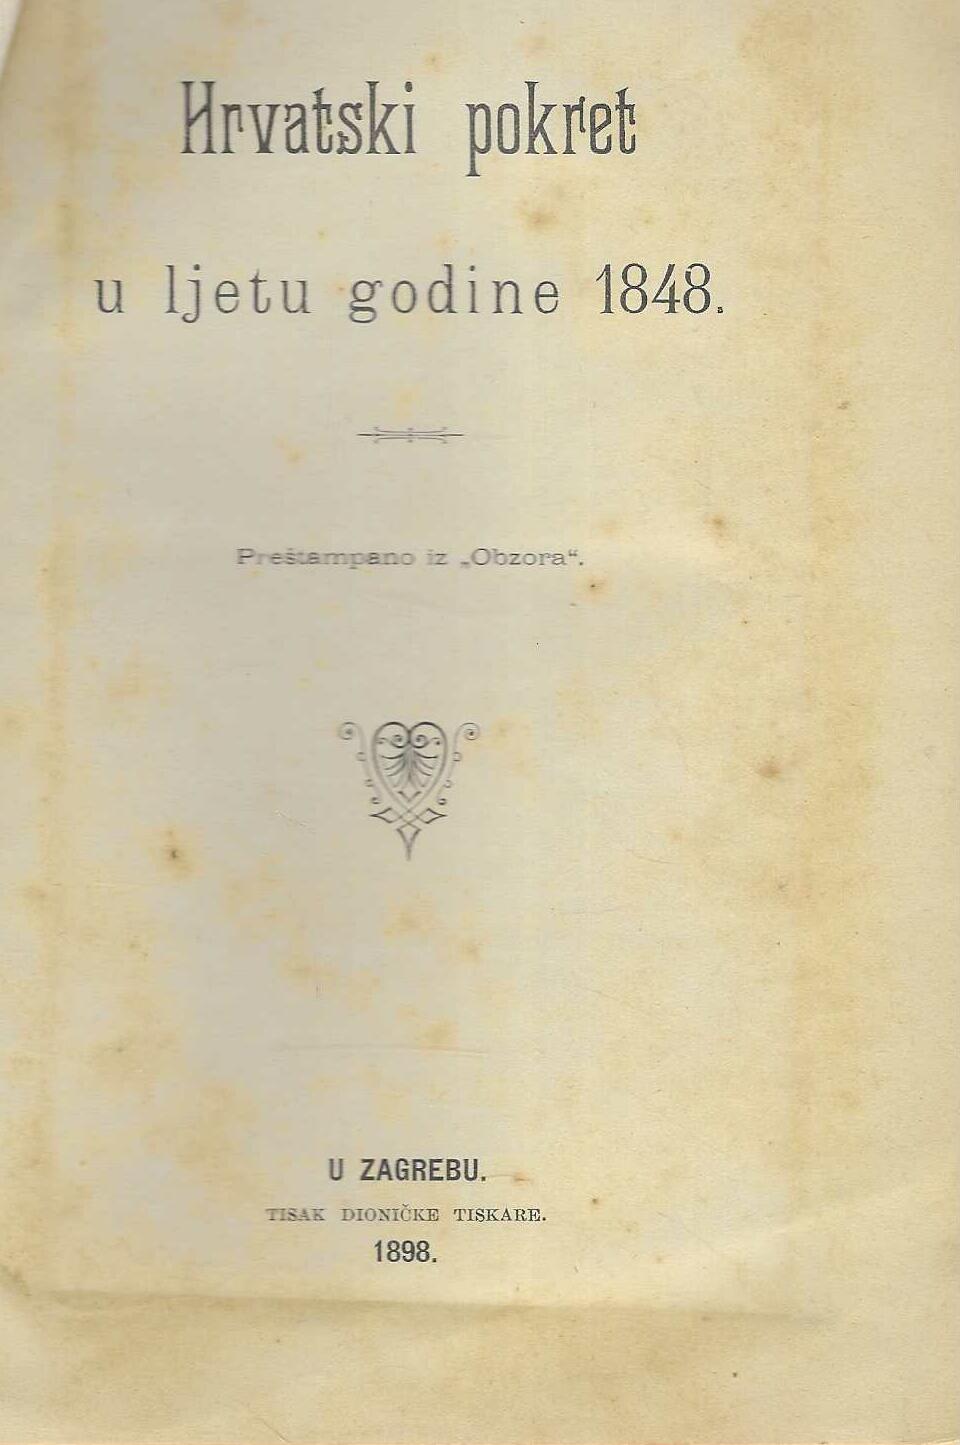 Hrvatski pokret
u ljetu godine 1848.
Preštampano iz „Obzora“.
U ZAGREBU.
TISAK DIONIČKE TISKARE.
1898.